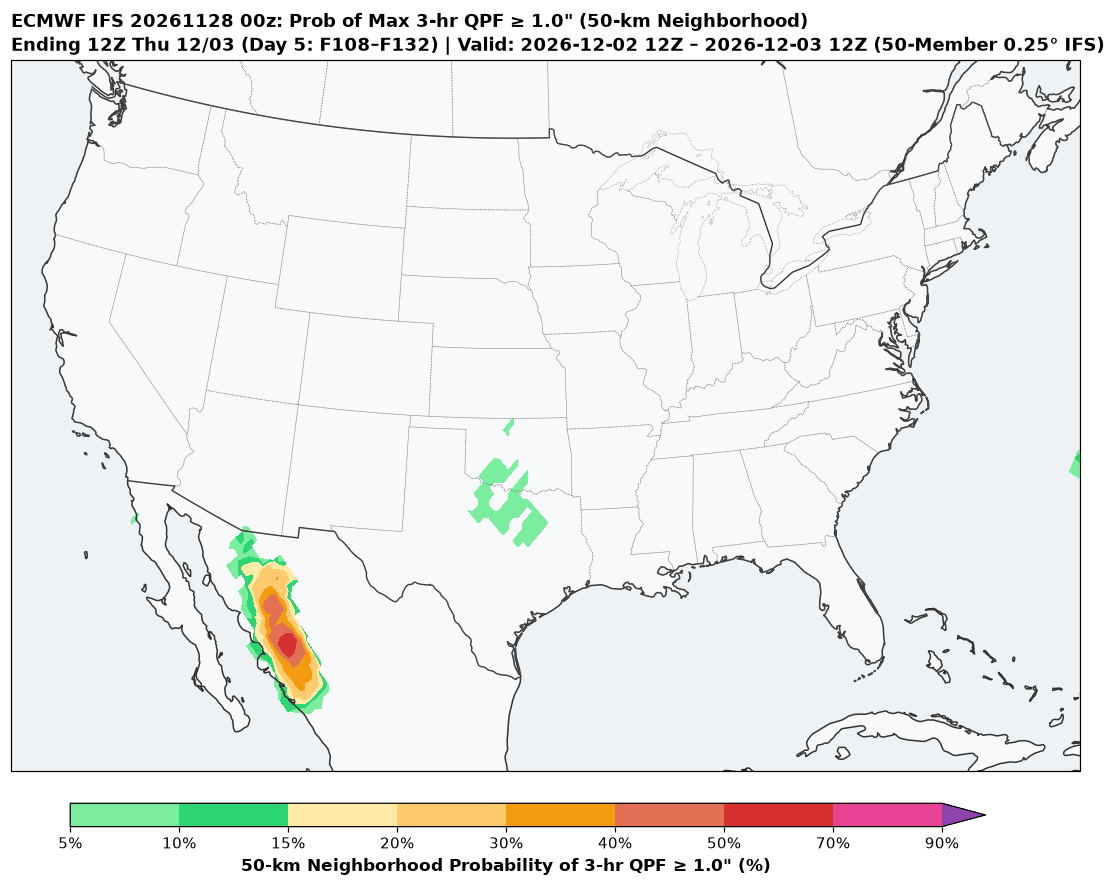 ECMWF IFS 20261128 00z: Prob of Max 3-hr QPF ≥ 1.0" (50-km Neighborhood)
Ending 12Z Thu 12/03 (Day 5: F108–F132) | Valid: 2026-12-02 12Z – 2026-12-03 12Z (50-Member 0.25° IFS)
5% 10% 15% 20% 30% 40% 50% 70% 90%
50-km Neighborhood Probability of 3-hr QPF ≥ 1.0" (%)